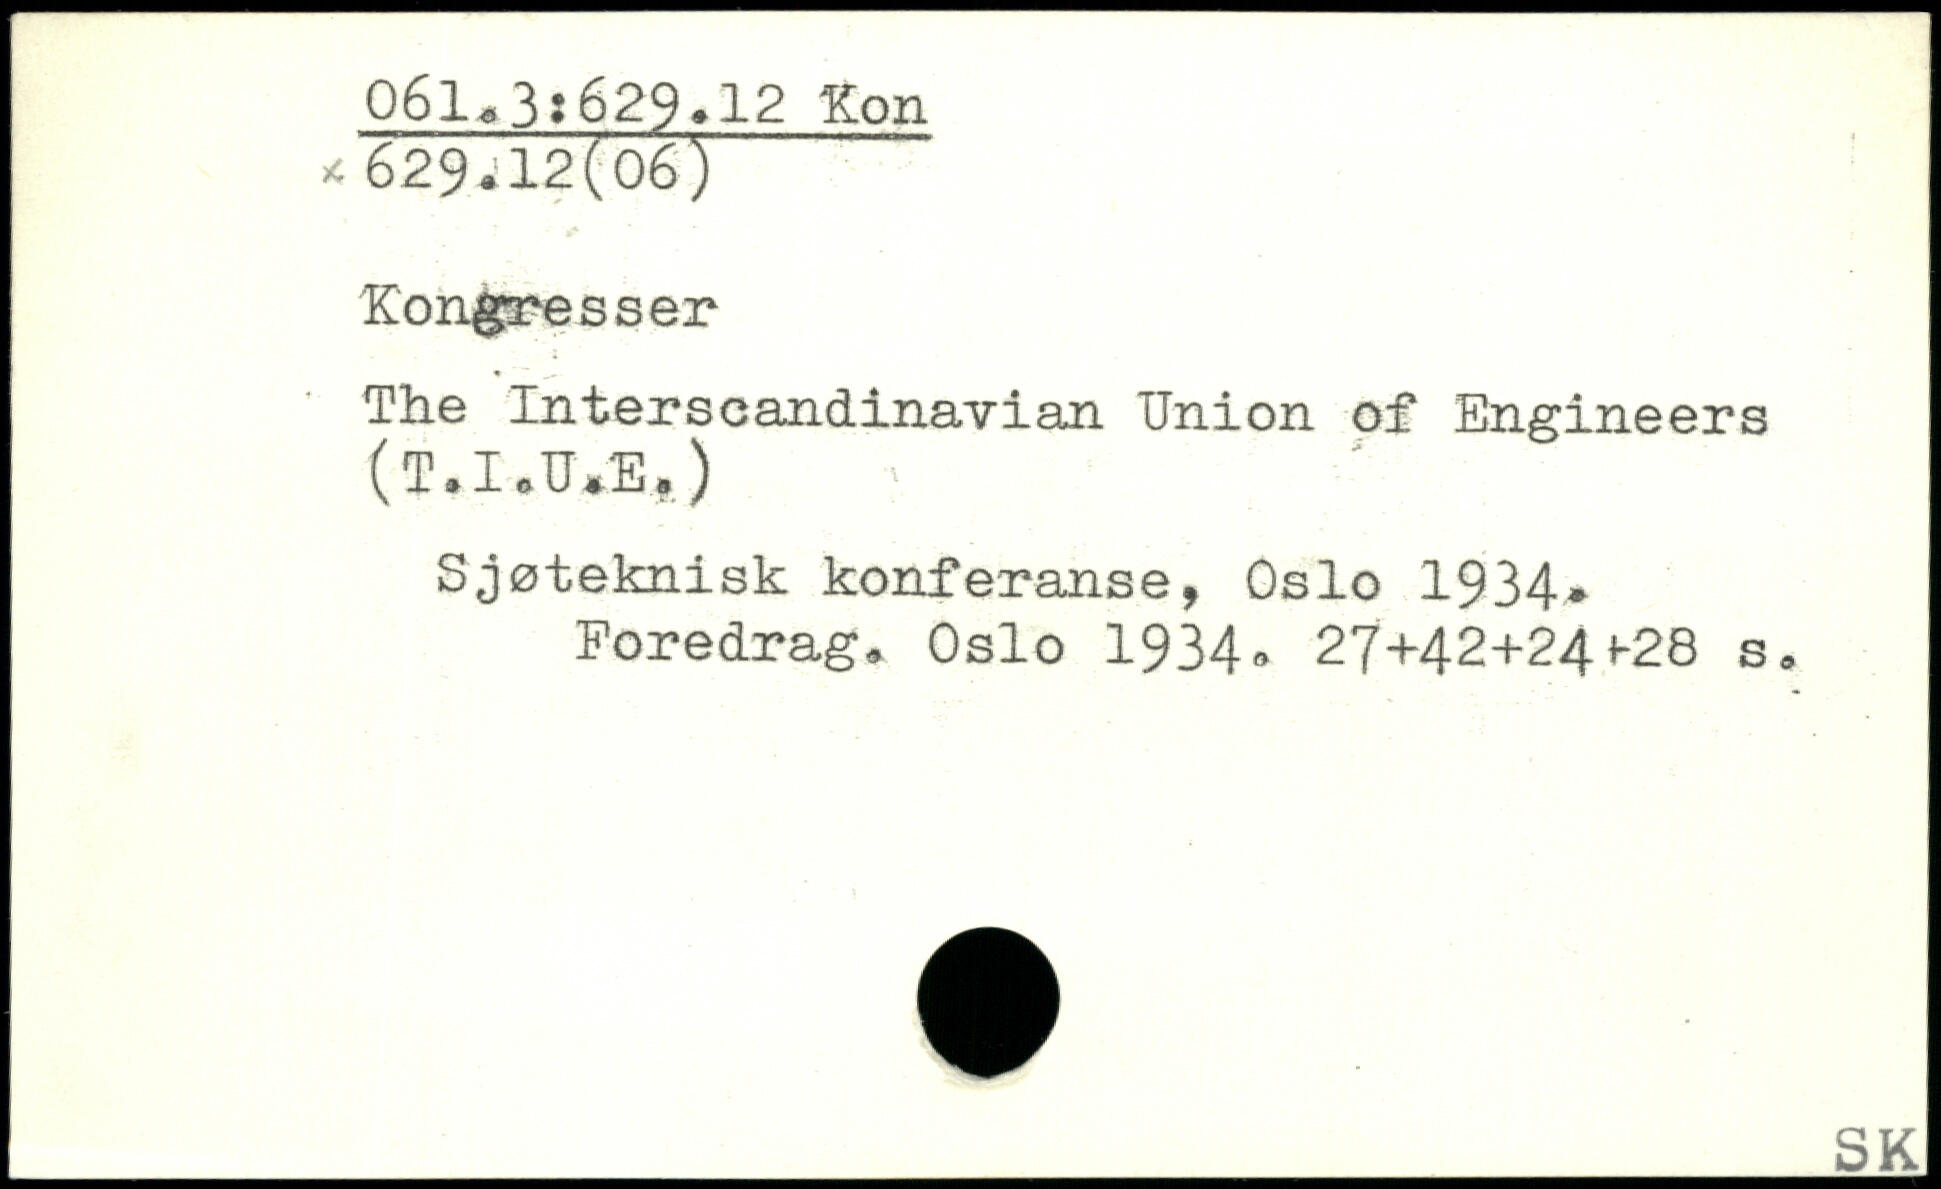 061.3:629.12 Kon
x 629.12(06)
Kongresser
The Interscandinavian Union of Engineers
(T.I.U.E.)
Sjøteknisk konferanse, Oslo 1934.
Foredrag. Oslo 1934. 27+42+24+28 s.
SK